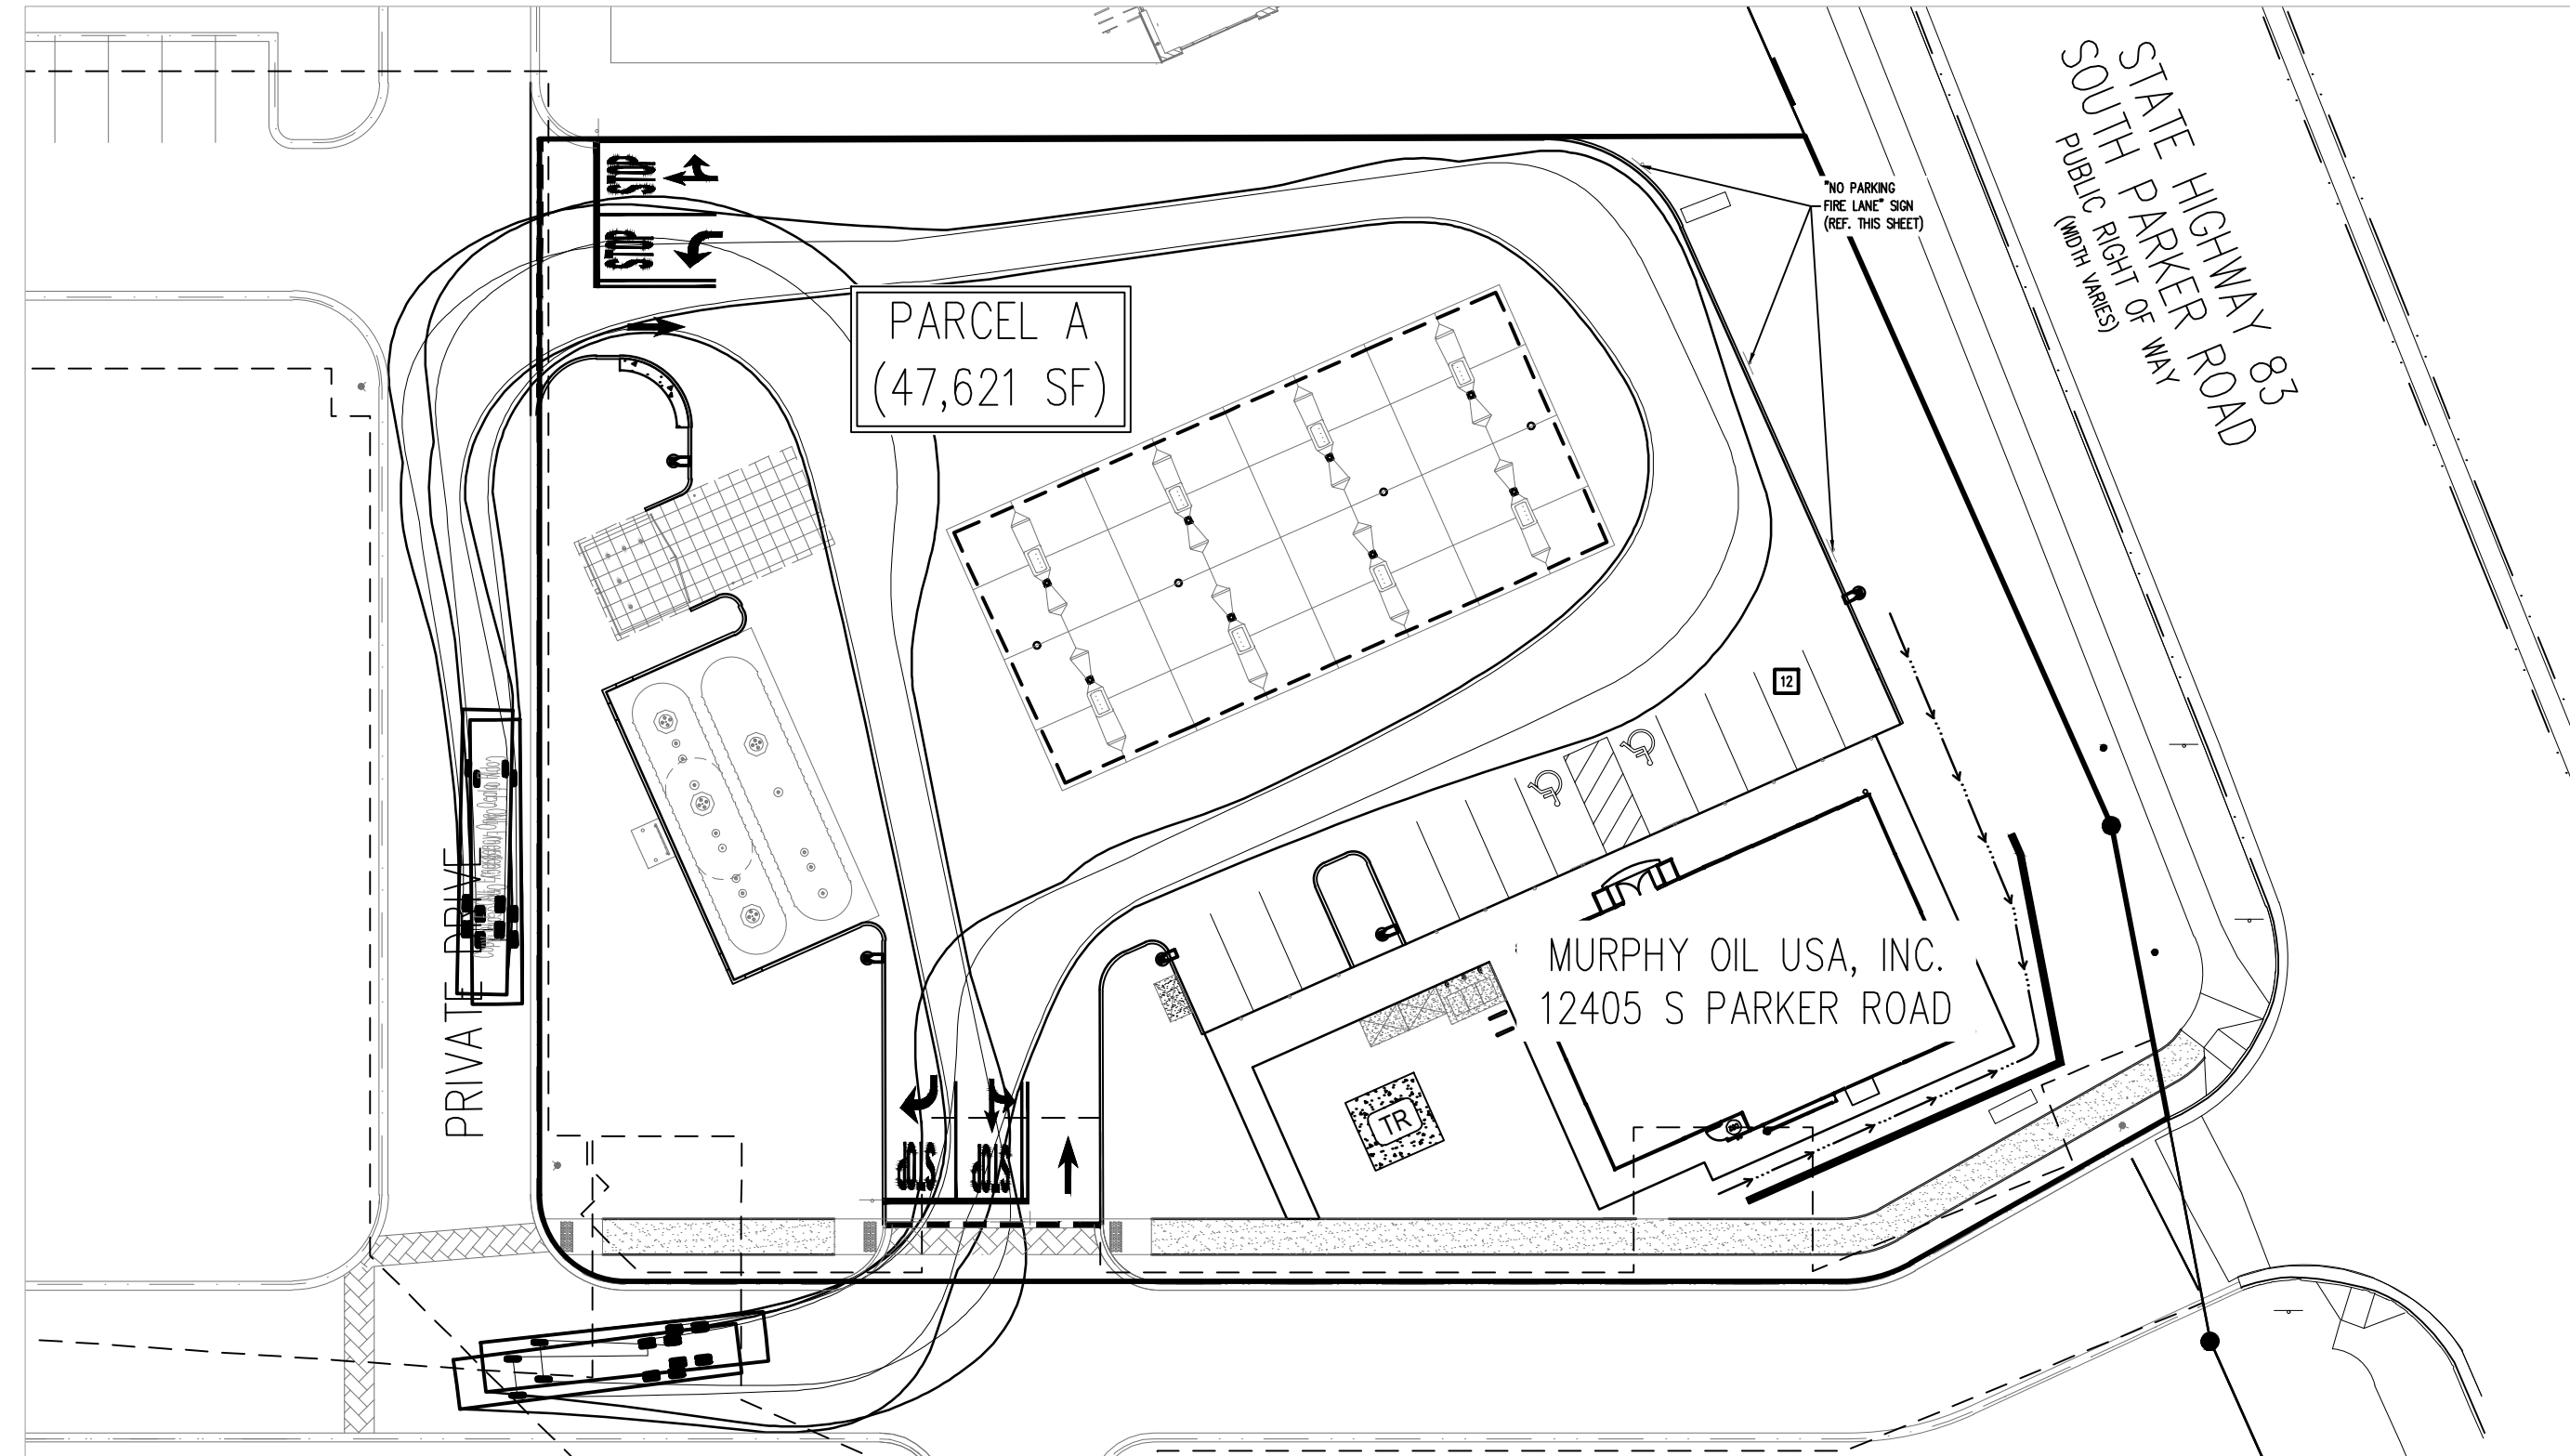 STOP
STOP
PARCEL A
(47,621 SF)
"NO PARKING
FIRE LANE" SIGN
(REF. THIS SHEET)
STATE HIGHWAY 83
SOUTH PARKER ROAD
PUBLIC RIGHT OF WAY
(WIDTH VARIES)
12
PRIVATE DRIVE
MURPHY OIL USA, INC.
12405 S PARKER ROAD
TR
STOP
STOP